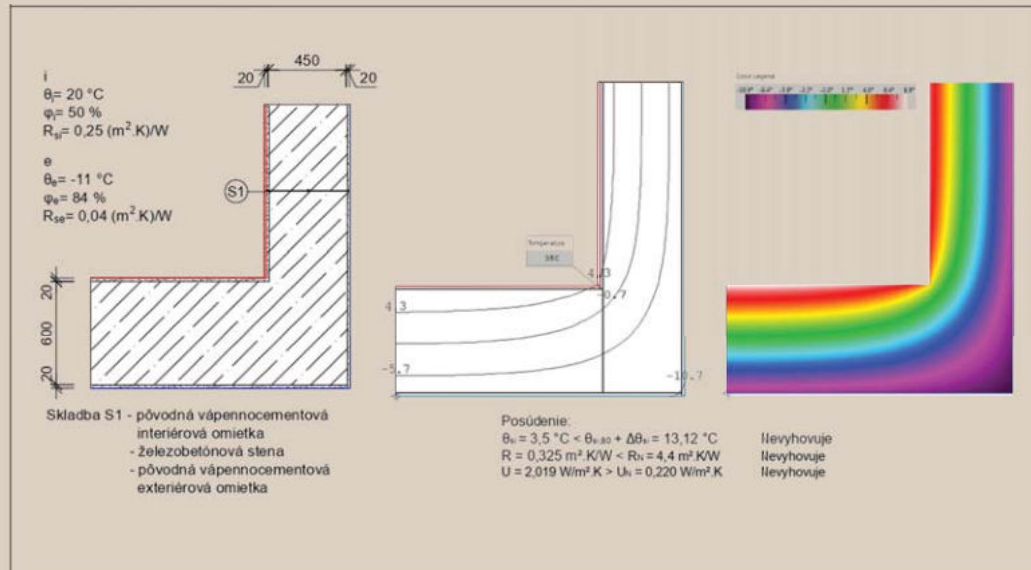 450
20
20
i
θi= 20 °C
φi= 50 %
Rsi= 0,25 (m².K)/W
e
θe= -11 °C
φe= 84 %
Rse= 0,04 (m².K)/W
S1
20
600
20
Skladba S1 - pôvodná vápennocementová
interiérová omietka
- železobetónová stena
- pôvodná vápennocementová
exteriérová omietka
Temperature
4.3
-0.7
4.3
-5.7
-10.7
Posúdenie:
θsi = 3,5 °C < θsi,80 + Δθsi = 13,12 °C Nevyhovuje
R = 0,325 m².K/W < RN = 4,4 m².K/W Nevyhovuje
U = 2,019 W/m².K > UN = 0,220 W/m².K Nevyhovuje
Color Legend